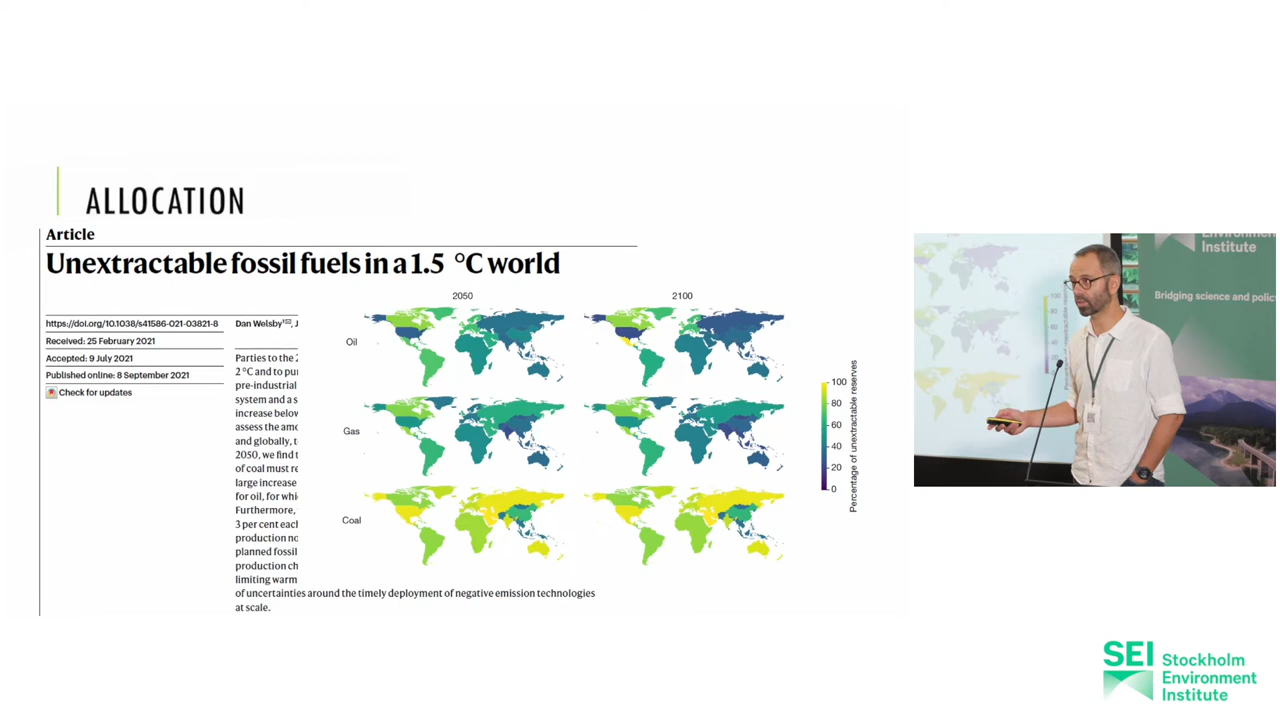 ALLOCATION
Article
Unextractable fossil fuels in a 1.5 °C world
https://doi.org/10.1038/s41586-021-03821-8
Received: 25 February 2021
Accepted: 9 July 2021
Published online: 8 September 2021
Check for updates
Dan Welsby, J
Parties to the 2
2 °C and to pur
pre-industrial
system and a s
increase below
assess the amo
and globally, t
2050, we find t
of coal must re
large increase
for oil, for whic
Furthermore,
3 per cent each
production no
planned fossil
production ch
limiting warm
of uncertainties around the timely deployment of negative emission technologies
at scale.
2050
2100
Oil
Gas
Coal
100
80
60
40
20
0
Percentage of unextractable reserves
Environment
Institute
Bridging science and policy
SEI Stockholm
Environment
Institute